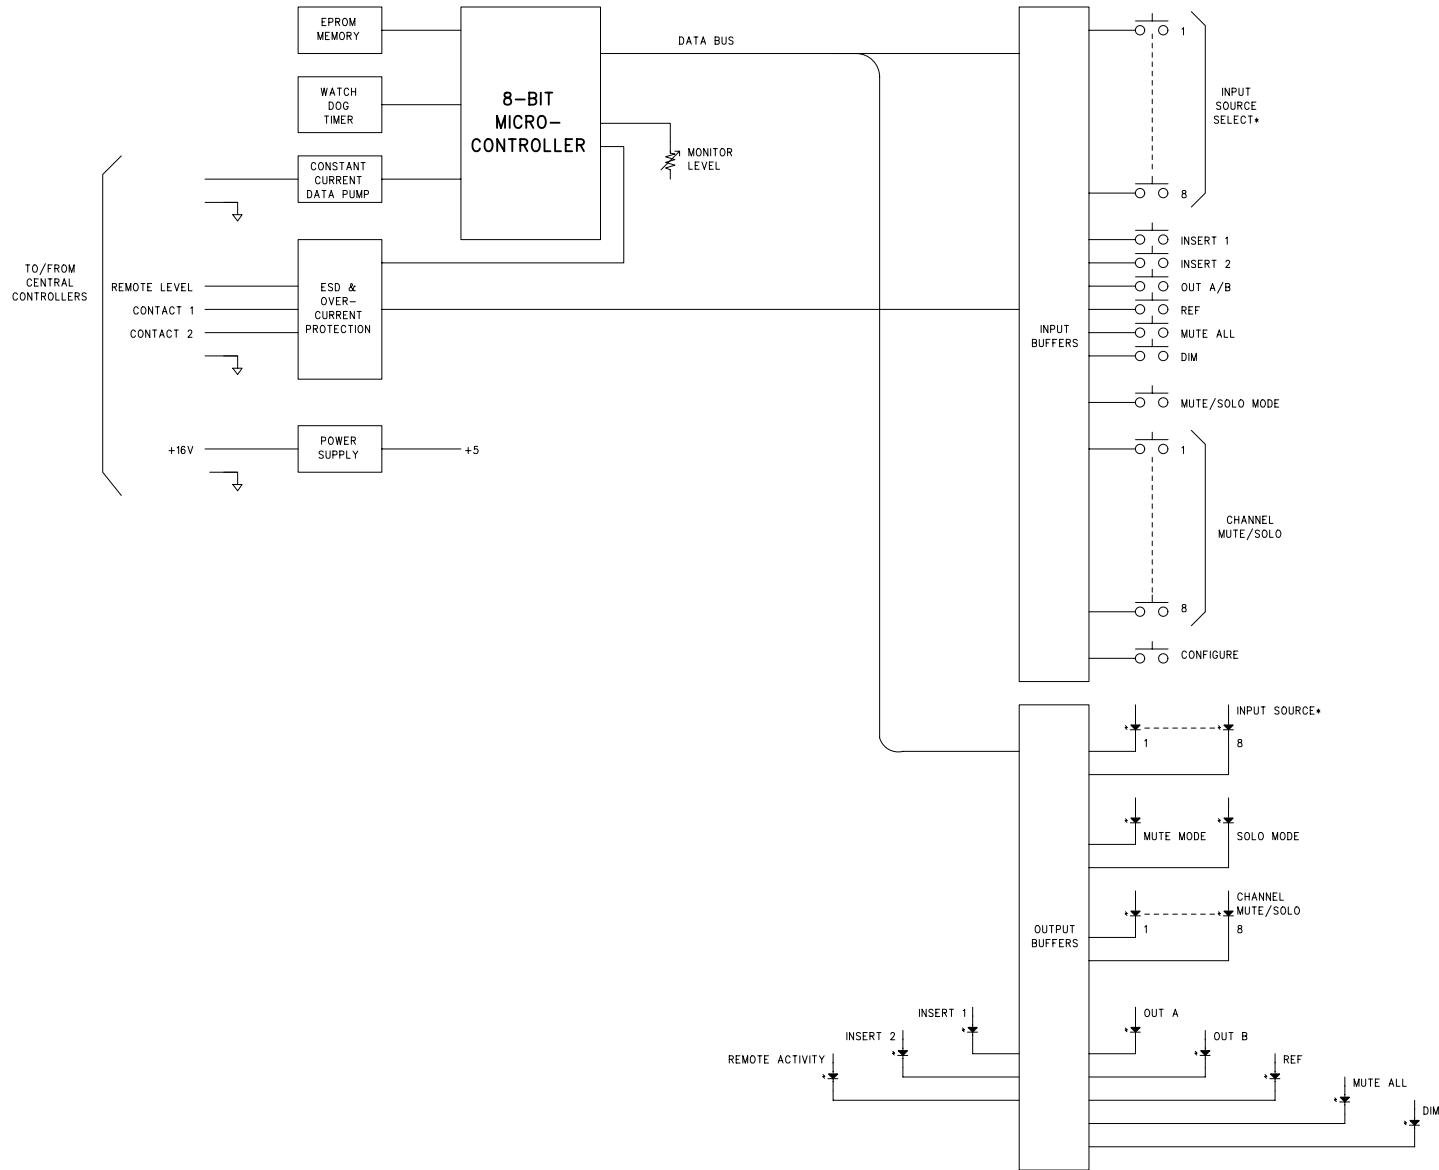 EPROM
MEMORY
WATCH
DOG
TIMER
CONSTANT
CURRENT
DATA PUMP
8-BIT
MICRO-
CONTROLLER
DATA BUS
MONITOR
LEVEL
TO/FROM
CENTRAL
CONTROLLERS
REMOTE LEVEL
CONTACT 1
CONTACT 2
ESD &
OVER-
CURRENT
PROTECTION
+16V
POWER
SUPPLY
+5
INPUT
BUFFERS
1
INPUT
SOURCE
SELECT*
8
INSERT 1
INSERT 2
OUT A/B
REF
MUTE ALL
DIM
MUTE/SOLO MODE
1
CHANNEL
MUTE/SOLO
8
CONFIGURE
OUTPUT
BUFFERS
INPUT SOURCE*
1
8
MUTE MODE
SOLO MODE
CHANNEL
MUTE/SOLO
1
8
INSERT 1
INSERT 2
REMOTE ACTIVITY
OUT A
OUT B
REF
MUTE ALL
DIM